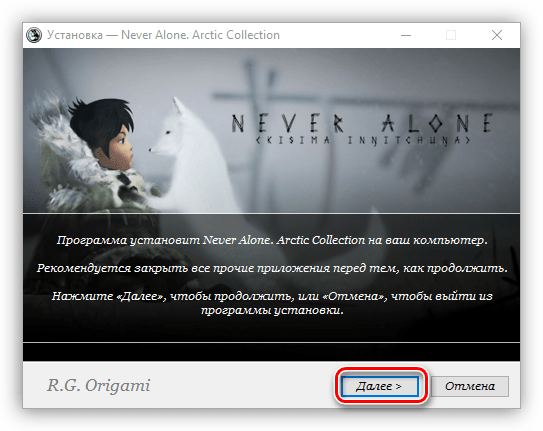 Установка — Never Alone. Arctic Collection
NEVER ALONE
<KISIMA INNITCHUNA>
Программа установит Never Alone. Arctic Collection на ваш компьютер.
Рекомендуется закрыть все прочие приложения перед тем, как продолжить.
Нажмите «Далее», чтобы продолжить, или «Отмена», чтобы выйти из
программы установки.
R.G. Origami
Далее >
Отмена